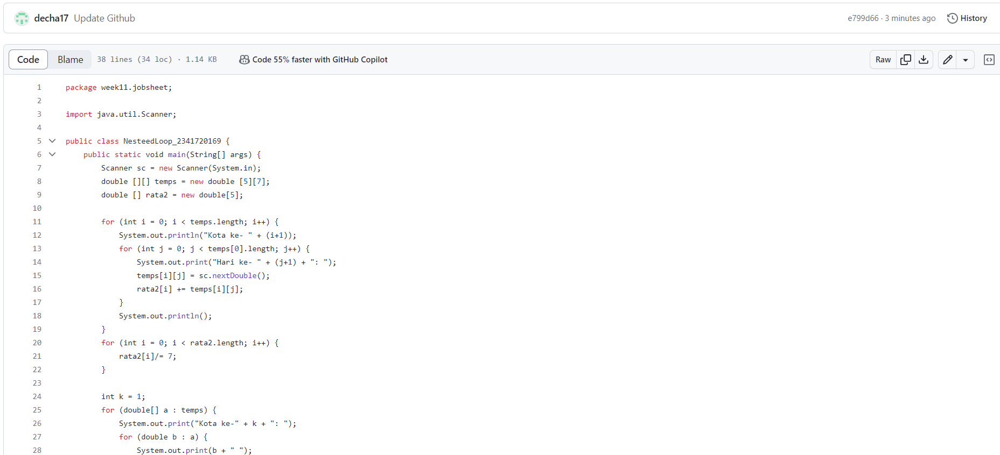 decha17 Update Github e799d66 · 3 minutes ago History
Code Blame 38 lines (34 loc) · 1.14 KB Code 55% faster with GitHub Copilot Raw
1 package week11.jobsheet;
2
3 import java.util.Scanner;
4
5 public class NesteedLoop_2341720169 {
6     public static void main(String[] args) {
7         Scanner sc = new Scanner(System.in);
8         double [][] temps = new double [5][7];
9         double [] rata2 = new double[5];
10
11         for (int i = 0; i < temps.length; i++) {
12             System.out.println("Kota ke- " + (i+1));
13             for (int j = 0; j < temps[0].length; j++) {
14                 System.out.print("Hari ke- " + (j+1) + ": ");
15                 temps[i][j] = sc.nextDouble();
16                 rata2[i] += temps[i][j];
17             }
18             System.out.println();
19         }
20         for (int i = 0; i < rata2.length; i++) {
21             rata2[i]/= 7;
22         }
23
24         int k = 1;
25         for (double[] a : temps) {
26             System.out.print("Kota ke-" + k + ": ");
27             for (double b : a) {
28                 System.out.print(b + " ");